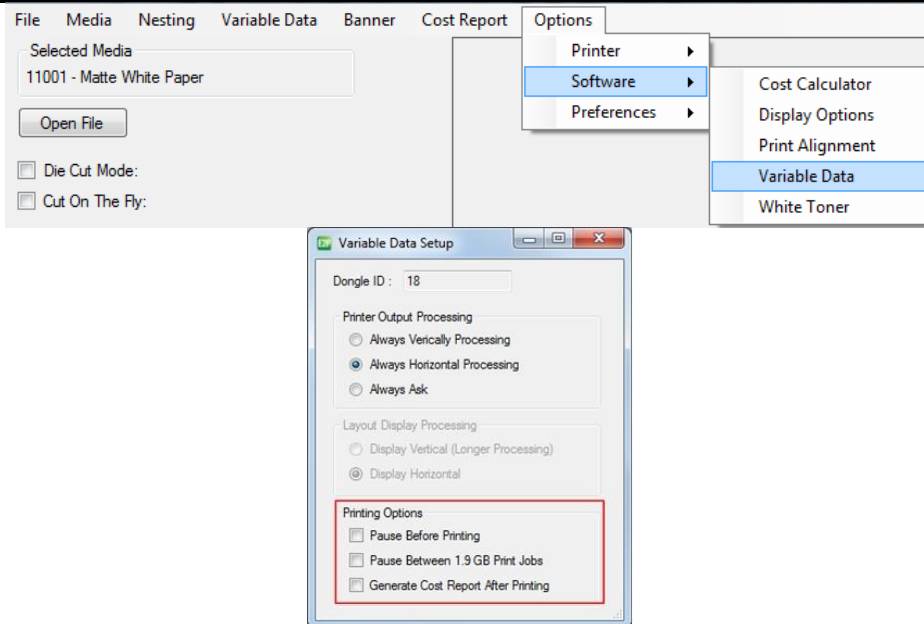 File Media Nesting Variable Data Banner Cost Report Options
Selected Media
11001 - Matte White Paper
Open File
Die Cut Mode:
Cut On The Fly:
Printer
Software
Preferences
Cost Calculator
Display Options
Print Alignment
Variable Data
White Toner
Variable Data Setup
Dongle ID : 18
Printer Output Processing
Always Verically Processing
Always Horizontal Processing
Always Ask
Layout Display Processing
Display Vertical (Longer Processing)
Display Horizontal
Printing Options
Pause Before Printing
Pause Between 1.9 GB Print Jobs
Generate Cost Report After Printing